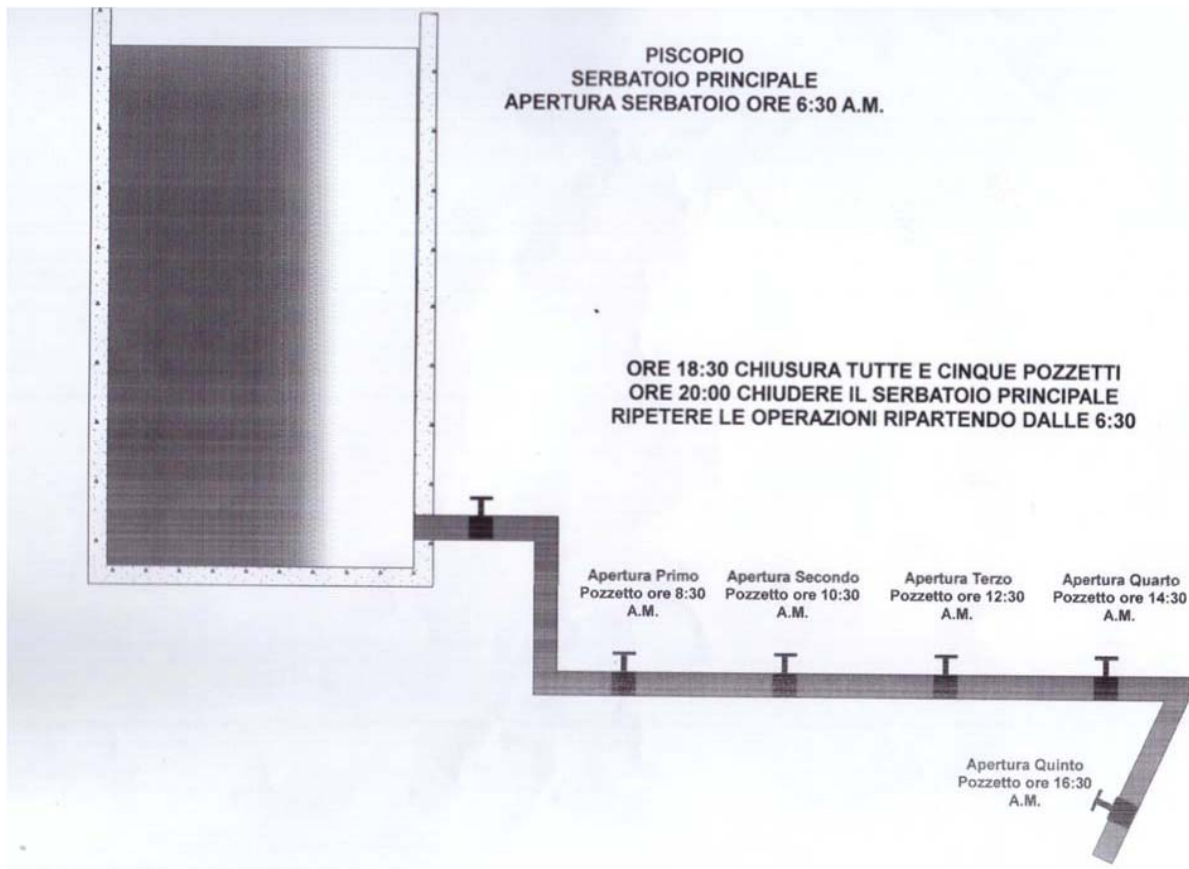 PISCOPIO
SERBATOIO PRINCIPALE
APERTURA SERBATOIO ORE 6:30 A.M.
ORE 18:30 CHIUSURA TUTTE E CINQUE POZZETTI
ORE 20:00 CHIUDERE IL SERBATOIO PRINCIPALE
RIPETERE LE OPERAZIONI RIPARTENDO DALLE 6:30
Apertura Primo
Pozzetto ore 8:30
A.M.
Apertura Secondo
Pozzetto ore 10:30
A.M.
Apertura Terzo
Pozzetto ore 12:30
A.M.
Apertura Quarto
Pozzetto ore 14:30
A.M.
Apertura Quinto
Pozzetto ore 16:30
A.M.